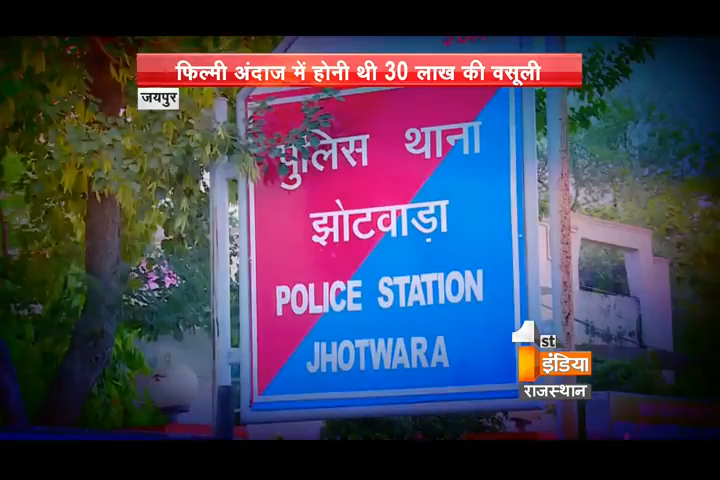 फिल्मी अंदाज में होनी थी 30 लाख की वसूली
जयपुर
पुलिस थाना
झोटवाड़ा
POLICE STATION
JHOTWARA
1st
इंडिया
राजस्थान